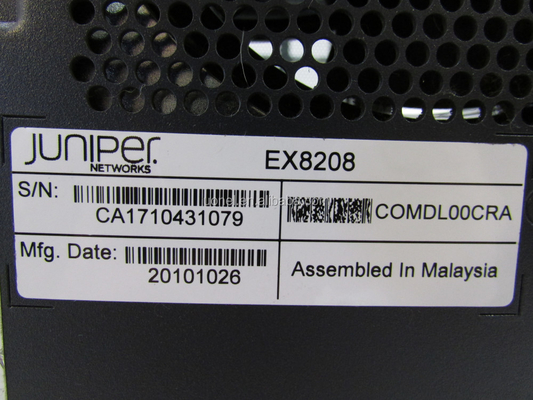 JUNIPER
NETWORKS
EX8208
S/N:
CA1710431079
COMDL00CRA
Mfg. Date:
20101026
Assembled In Malaysia